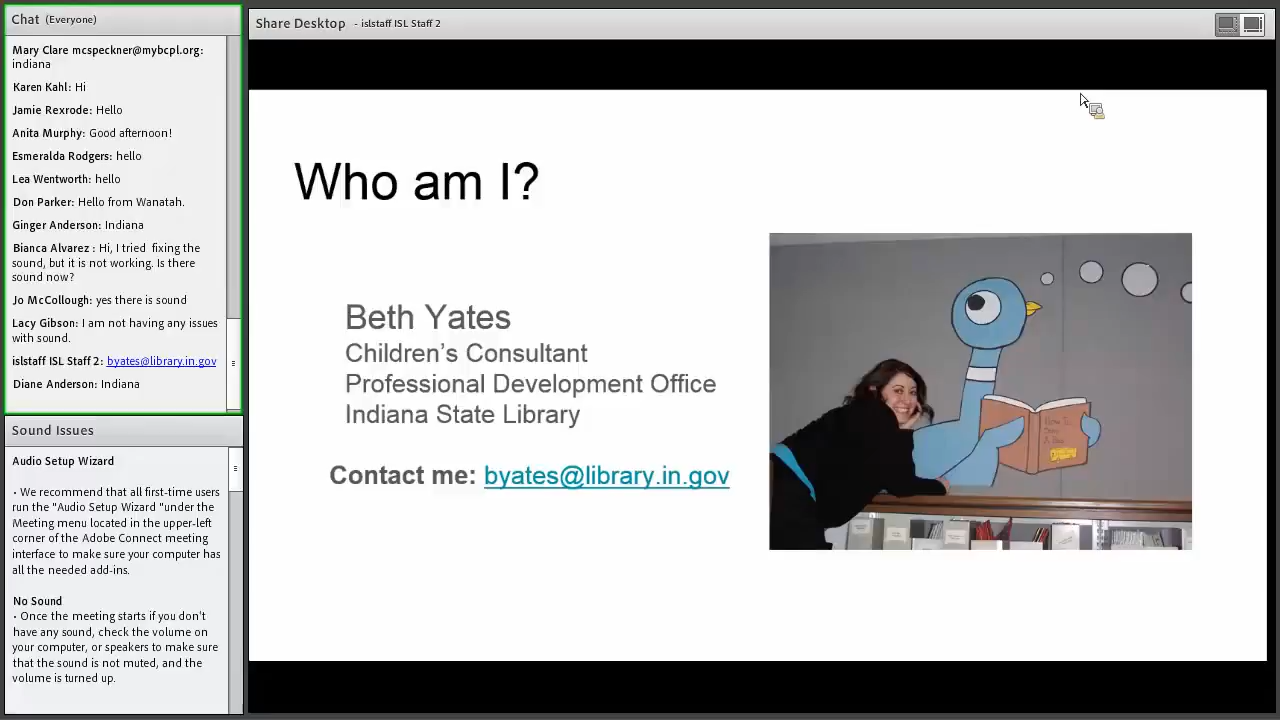 Chat (Everyone)
Mary Clare mcspeckner@mybcpl.org:
indiana
Karen Kahl: Hi
Jamie Rexrode: Hello
Anita Murphy: Good afternoon!
Esmeralda Rodgers: hello
Lea Wentworth: hello
Don Parker: Hello from Wanatah.
Ginger Anderson: Indiana
Bianca Alvarez : Hi, I tried fixing the
sound, but it is not working. Is there
sound now?
Jo McCollough: yes there is sound
Lacy Gibson: I am not having any issues
with sound.
islstaff ISL Staff 2: byates@library.in.gov
Diane Anderson: Indiana
Sound Issues
Audio Setup Wizard
• We recommend that all first-time users
run the "Audio Setup Wizard "under the
Meeting menu located in the upper-left
corner of the Adobe Connect meeting
interface to make sure your computer has
all the needed add-ins.
No Sound
• Once the meeting starts if you don't
have any sound, check the volume on
your computer, or speakers to make sure
that the sound is not muted, and the
volume is turned up.
Share Desktop - islstaff ISL Staff 2
Who am I?
Beth Yates
Children’s Consultant
Professional Development Office
Indiana State Library
Contact me: byates@library.in.gov